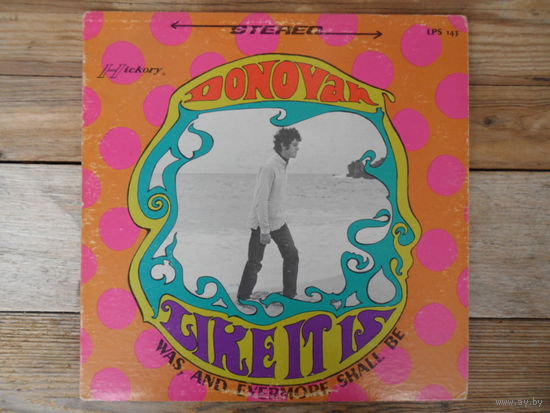 STEREO
LPS 143
Hickory
DONOVAN
LIKE IT IS
WAS, AND EVERMORE SHALL BE
www.ay.by